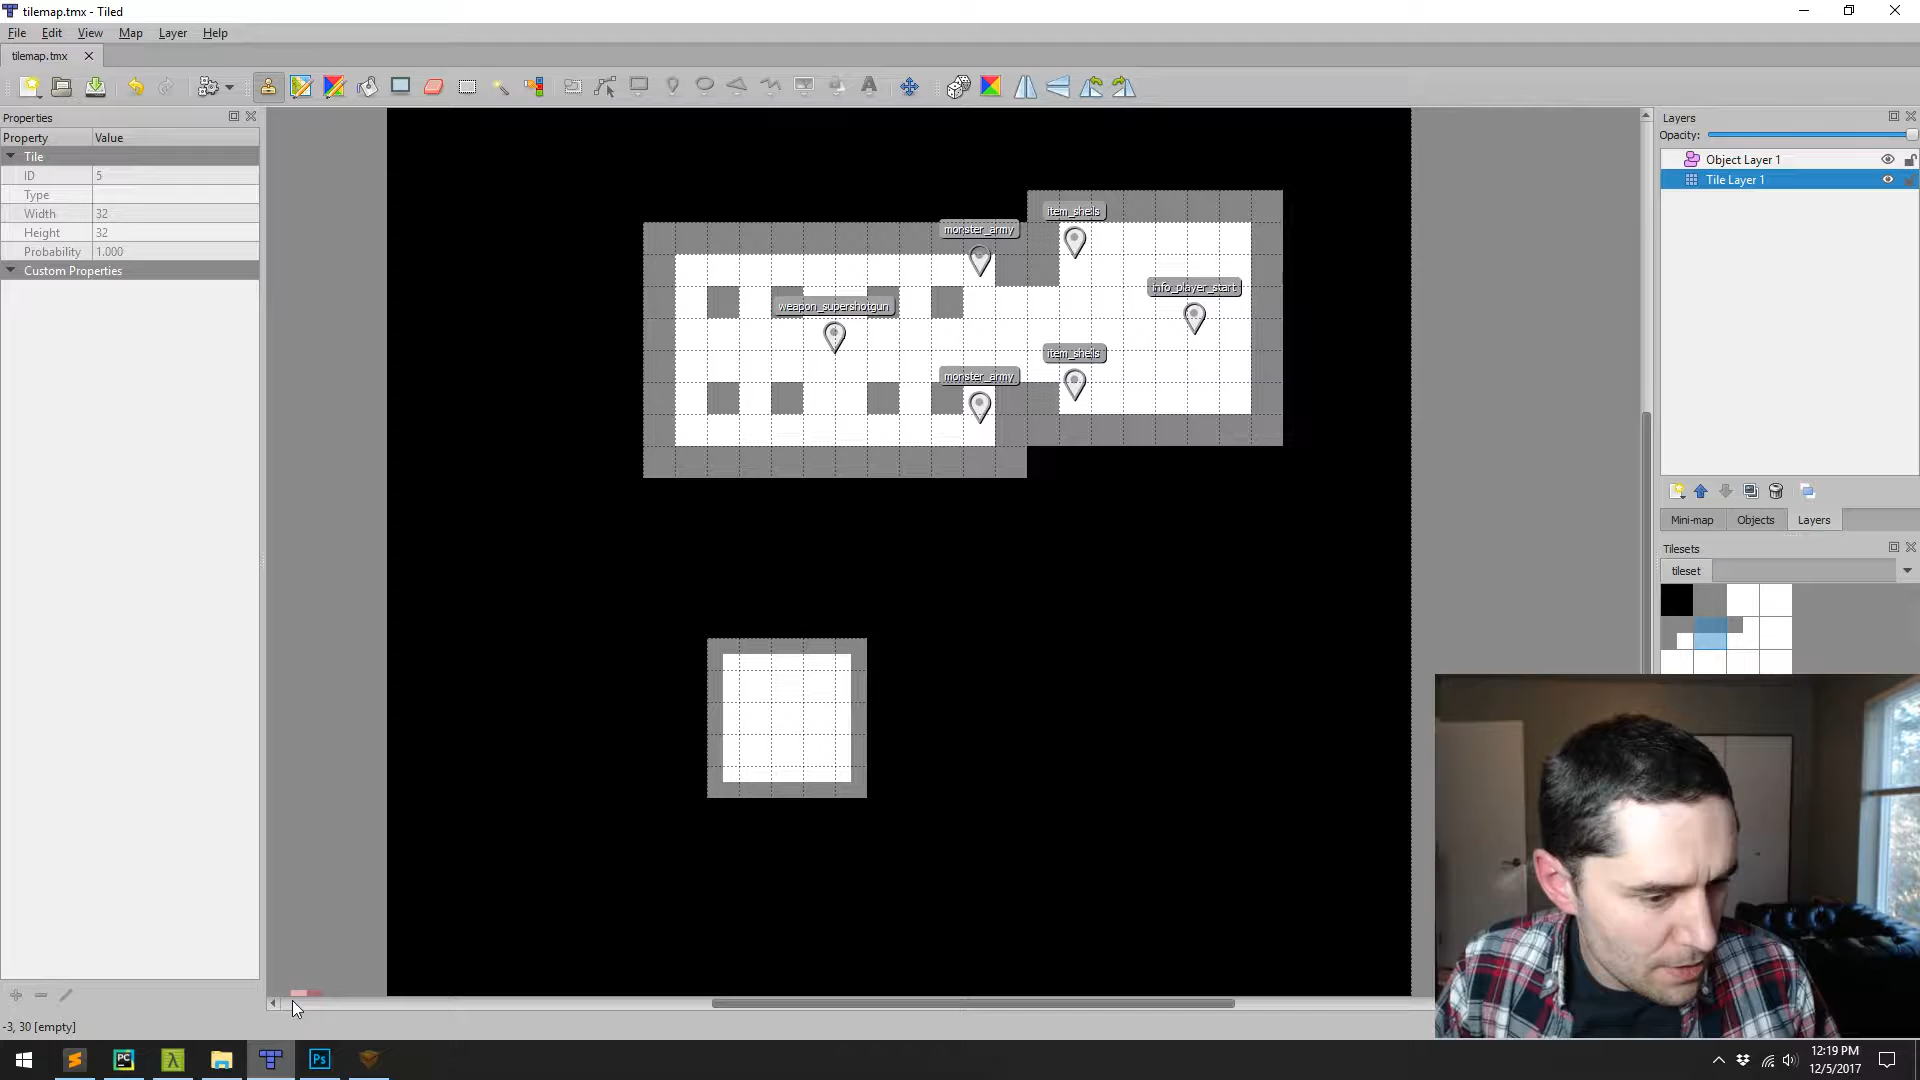 tilemap.tmx - Tiled
File Edit View Map Layer Help
tilemap.tmx
Properties
Property Value
Tile
ID 5
Type
Width 32
Height 32
Probability 1.000
Custom Properties
item_shells
monster_army
info_player_start
weapon_supershotgun
item_shells
monster_army
Layers
Opacity:
Object Layer 1
Tile Layer 1
Mini-map Objects Layers
Tilesets
tileset
-3, 30 [empty]
PC
λ
Ps
12:19 PM
12/5/2017